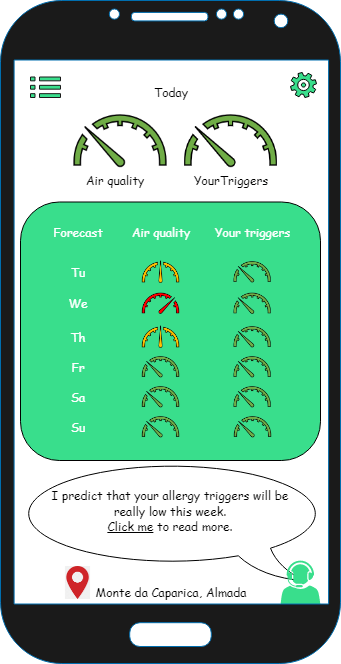 Today
Air quality YourTriggers
Forecast Air quality Your triggers
Tu
We
Th
Fr
Sa
Su
I predict that your allergy triggers will be
really low this week.
Click me to read more.
Monte da Caparica, Almada